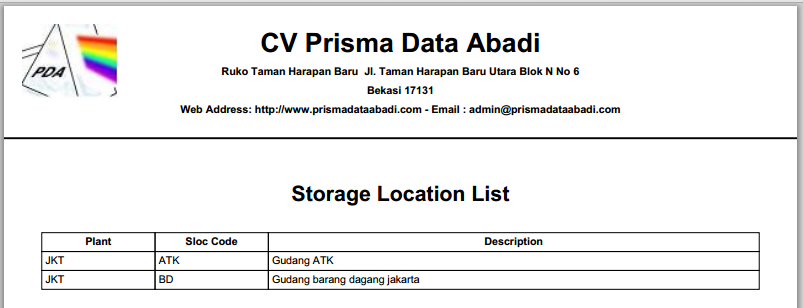 PDA
CV Prisma Data Abadi
Ruko Taman Harapan Baru Jl. Taman Harapan Baru Utara Blok N No 6
Bekasi 17131
Web Address: http://www.prismadataabadi.com - Email : admin@prismadataabadi.com
Storage Location List
Plant Sloc Code Description
JKT ATK Gudang ATK
JKT BD Gudang barang dagang jakarta